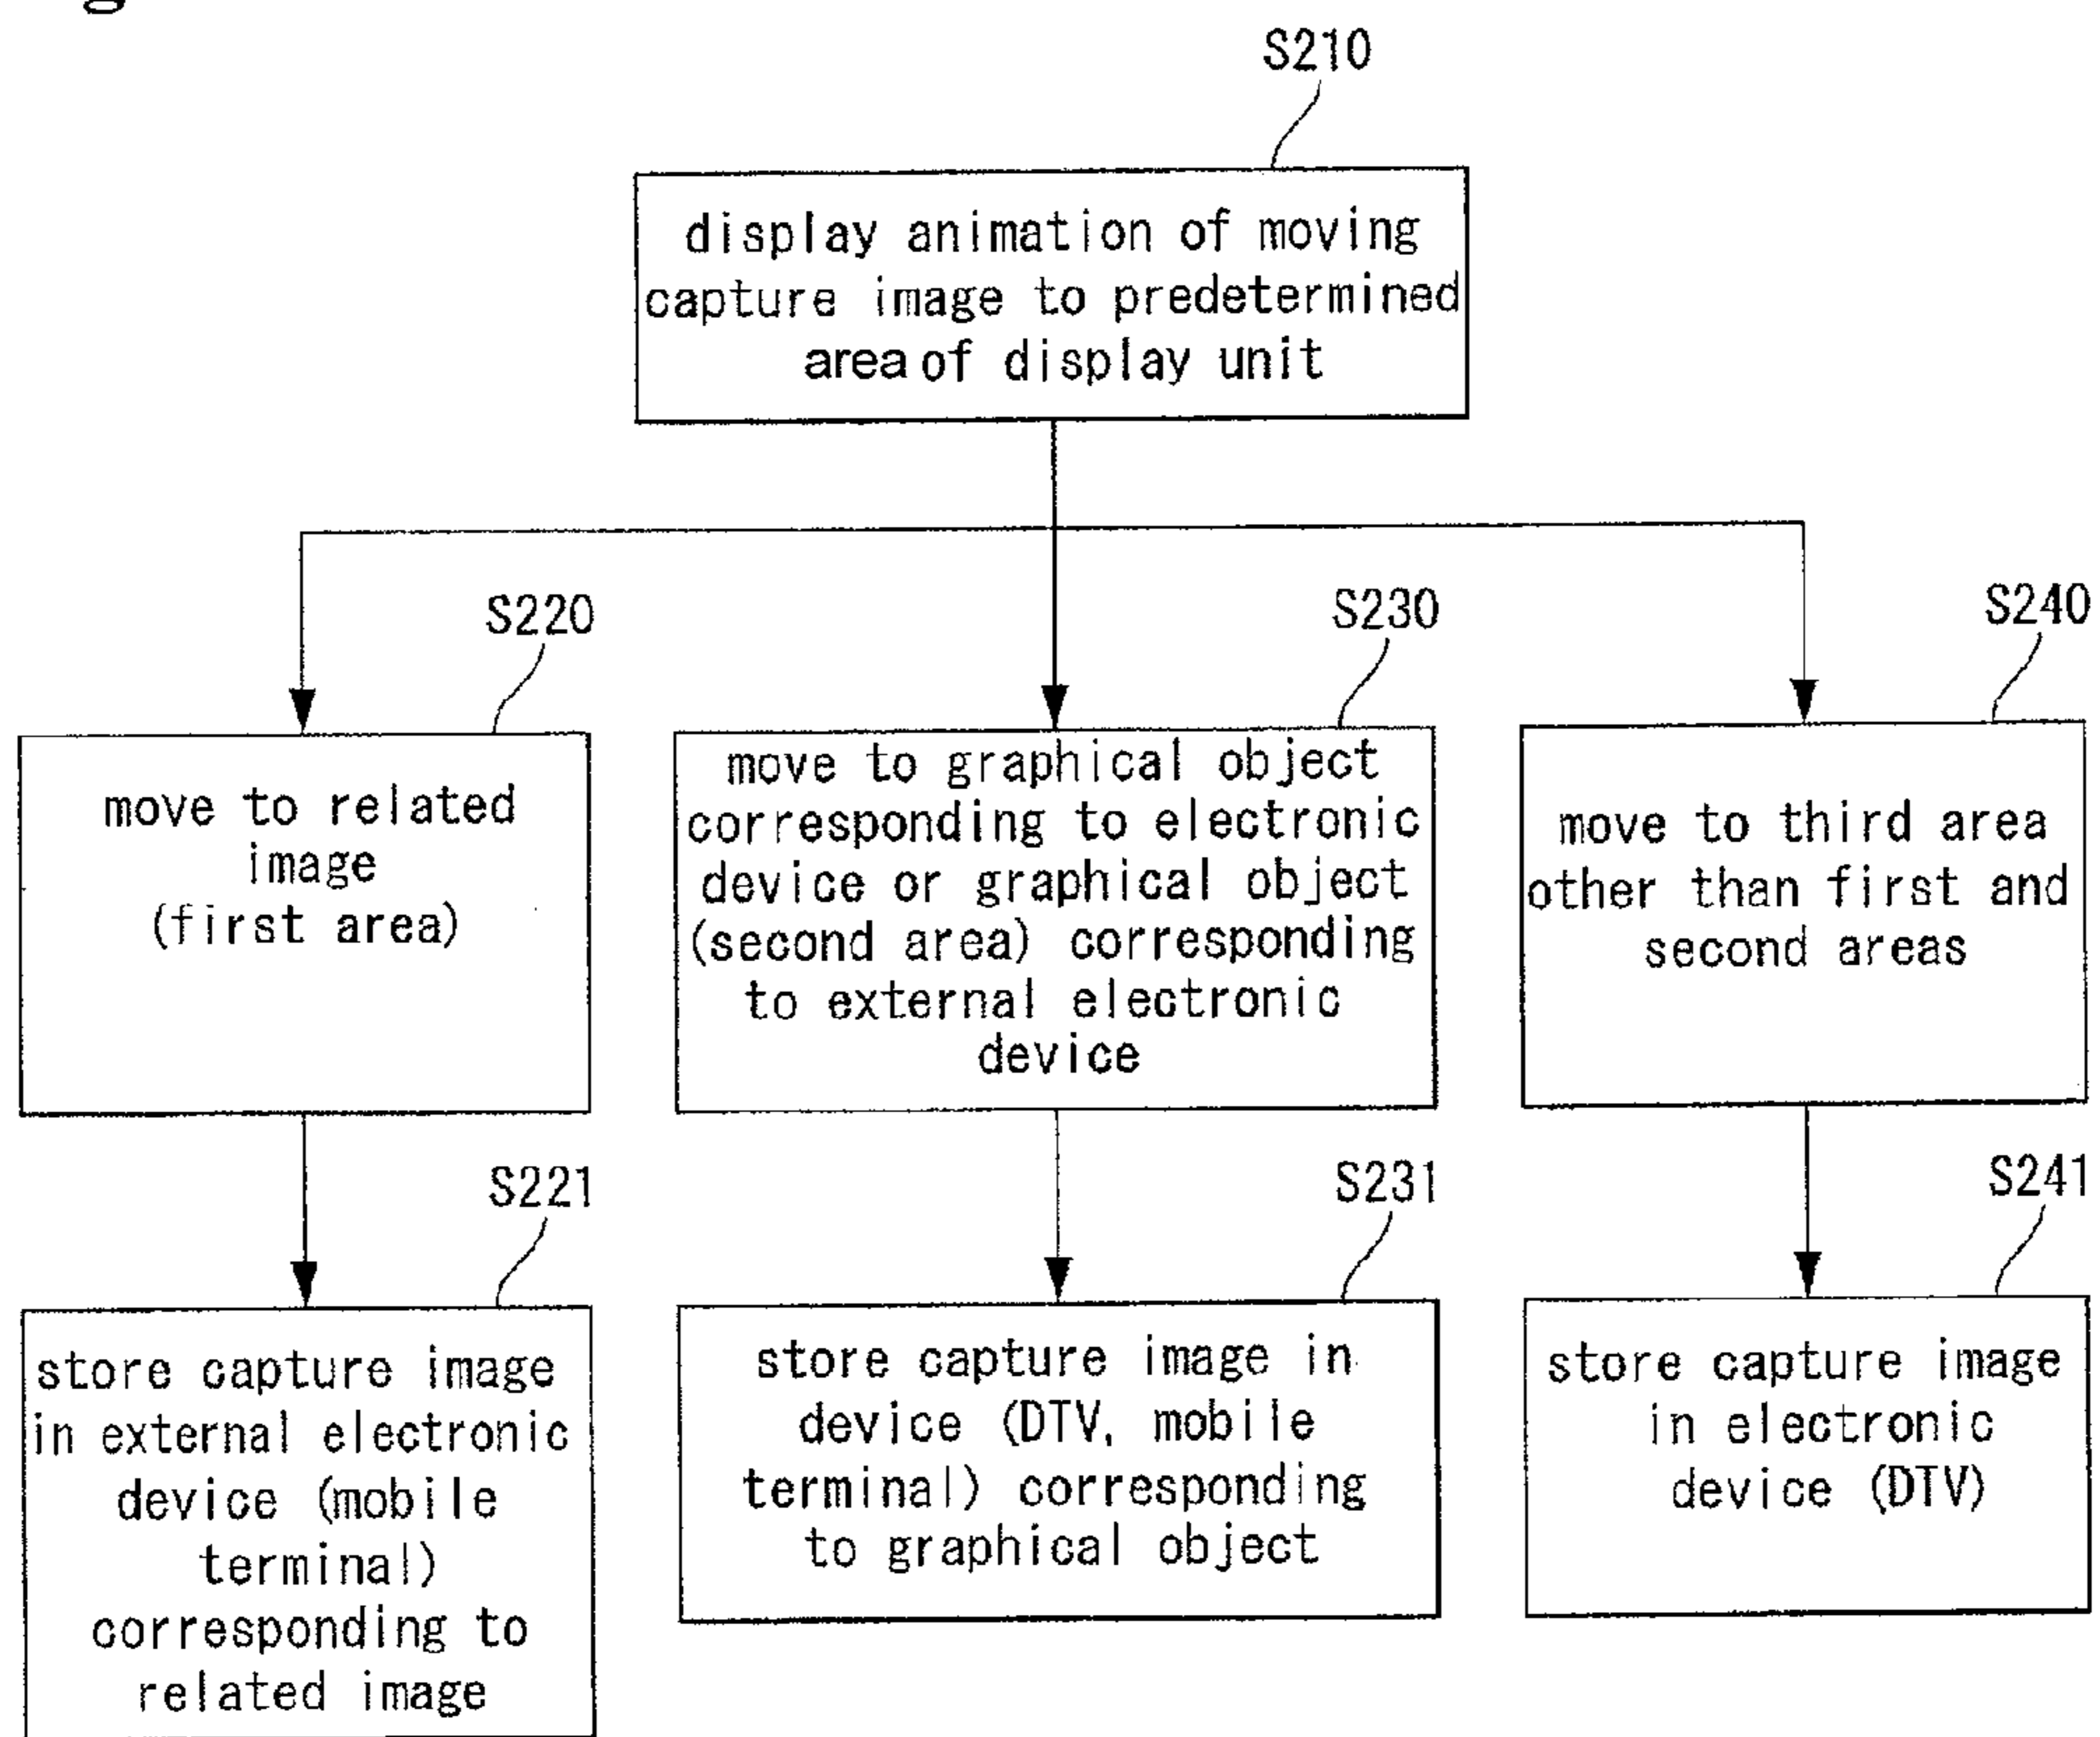 S210
display animation of moving
capture image to predetermined
area of display unit
S220
move to related
image
(first area)
S230
move to graphical object
corresponding to electronic
device or graphical object
(second area) corresponding
to external electronic
device
S240
move to third area
other than first and
second areas
S221
store capture image
in external electronic
device (mobile
terminal)
corresponding to
related image
S231
store capture image in
device (DTV, mobile
terminal) corresponding
to graphical object
S241
store capture image
in electronic
device (DTV)